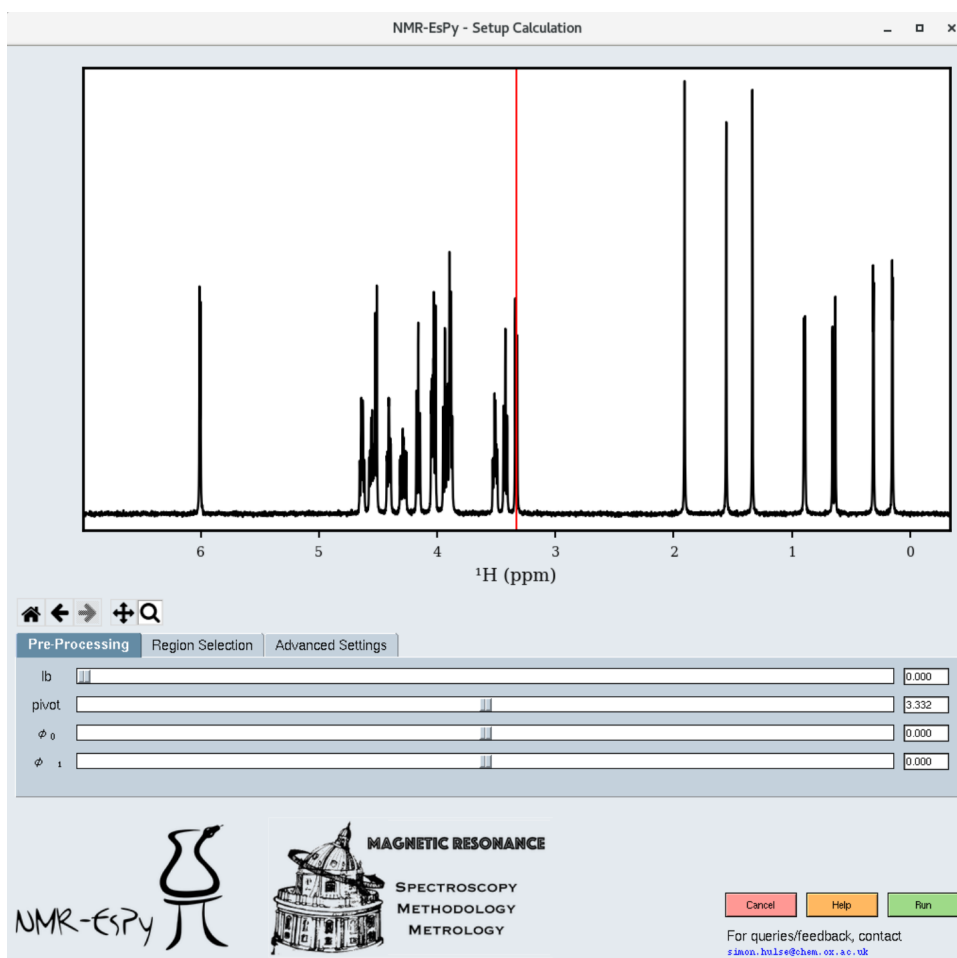 NMR-EsPy - Setup Calculation
6 5 4 3 2 1 0
¹H (ppm)
Pre-Processing Region Selection Advanced Settings
lb 0.000
pivot 3.332
ϕ 0 0.000
ϕ 1 0.000
NMR-EsPy
MAGNETIC RESONANCE
SPECTROSCOPY
METHODOLOGY
METROLOGY
Cancel Help Run
For queries/feedback, contact
simon.hulse@chem.ox.ac.uk